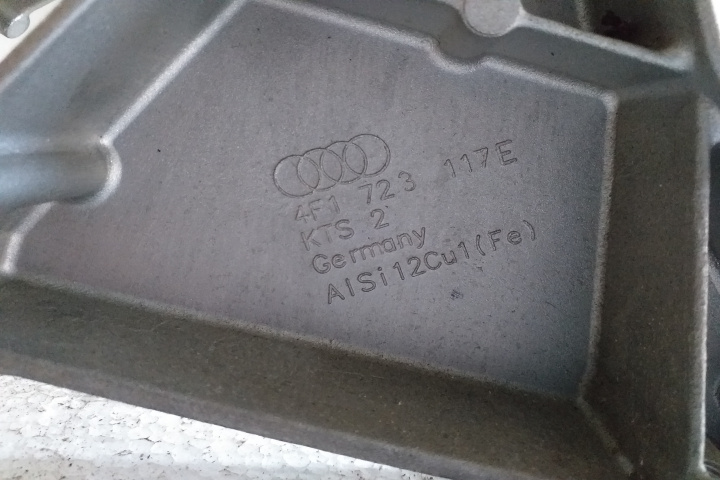 4F1 723 117E
KTS 2
Germany
AlSi12Cu1(Fe)